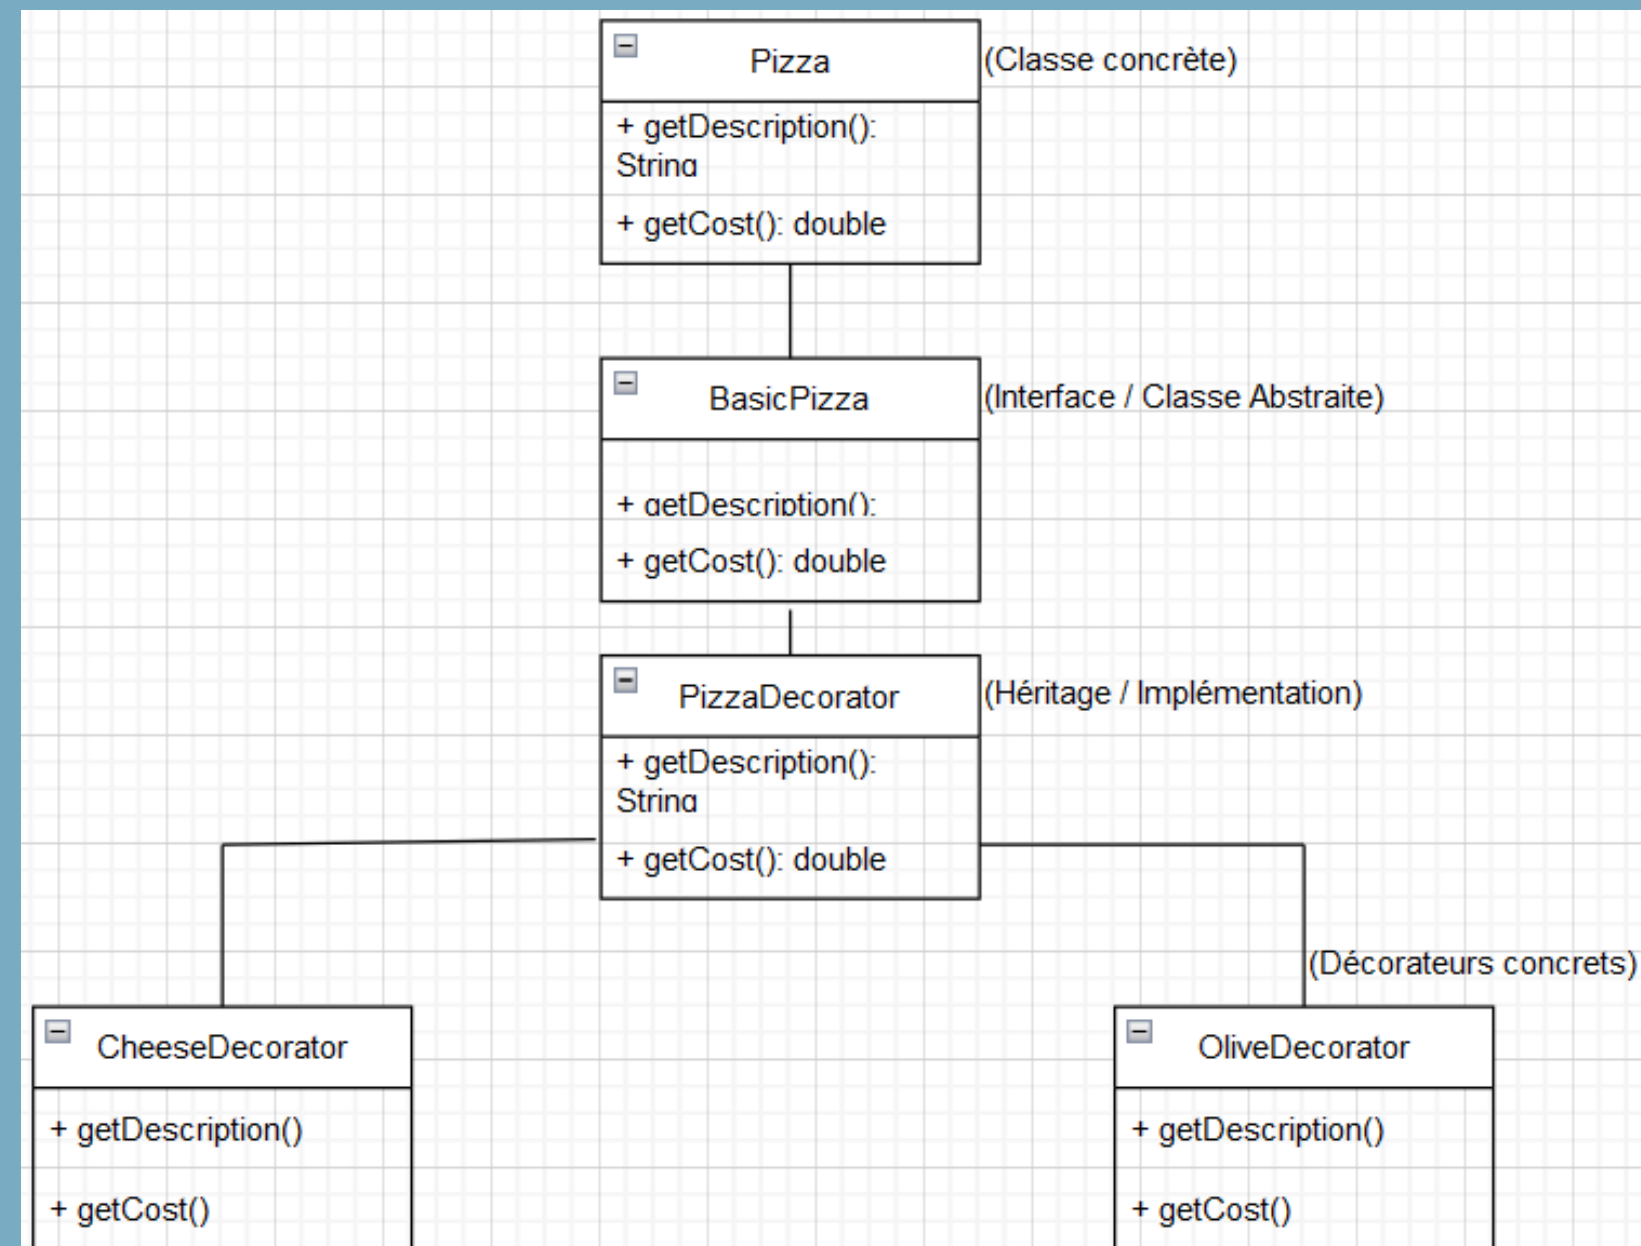 Pizza
(Classe concrète)
+ getDescription():
String
+ getCost(): double
BasicPizza
(Interface / Classe Abstraite)
+ getDescription():
+ getCost(): double
PizzaDecorator
(Héritage / Implémentation)
+ getDescription():
String
+ getCost(): double
(Décorateurs concrets)
CheeseDecorator
+ getDescription()
+ getCost()
OliveDecorator
+ getDescription()
+ getCost()